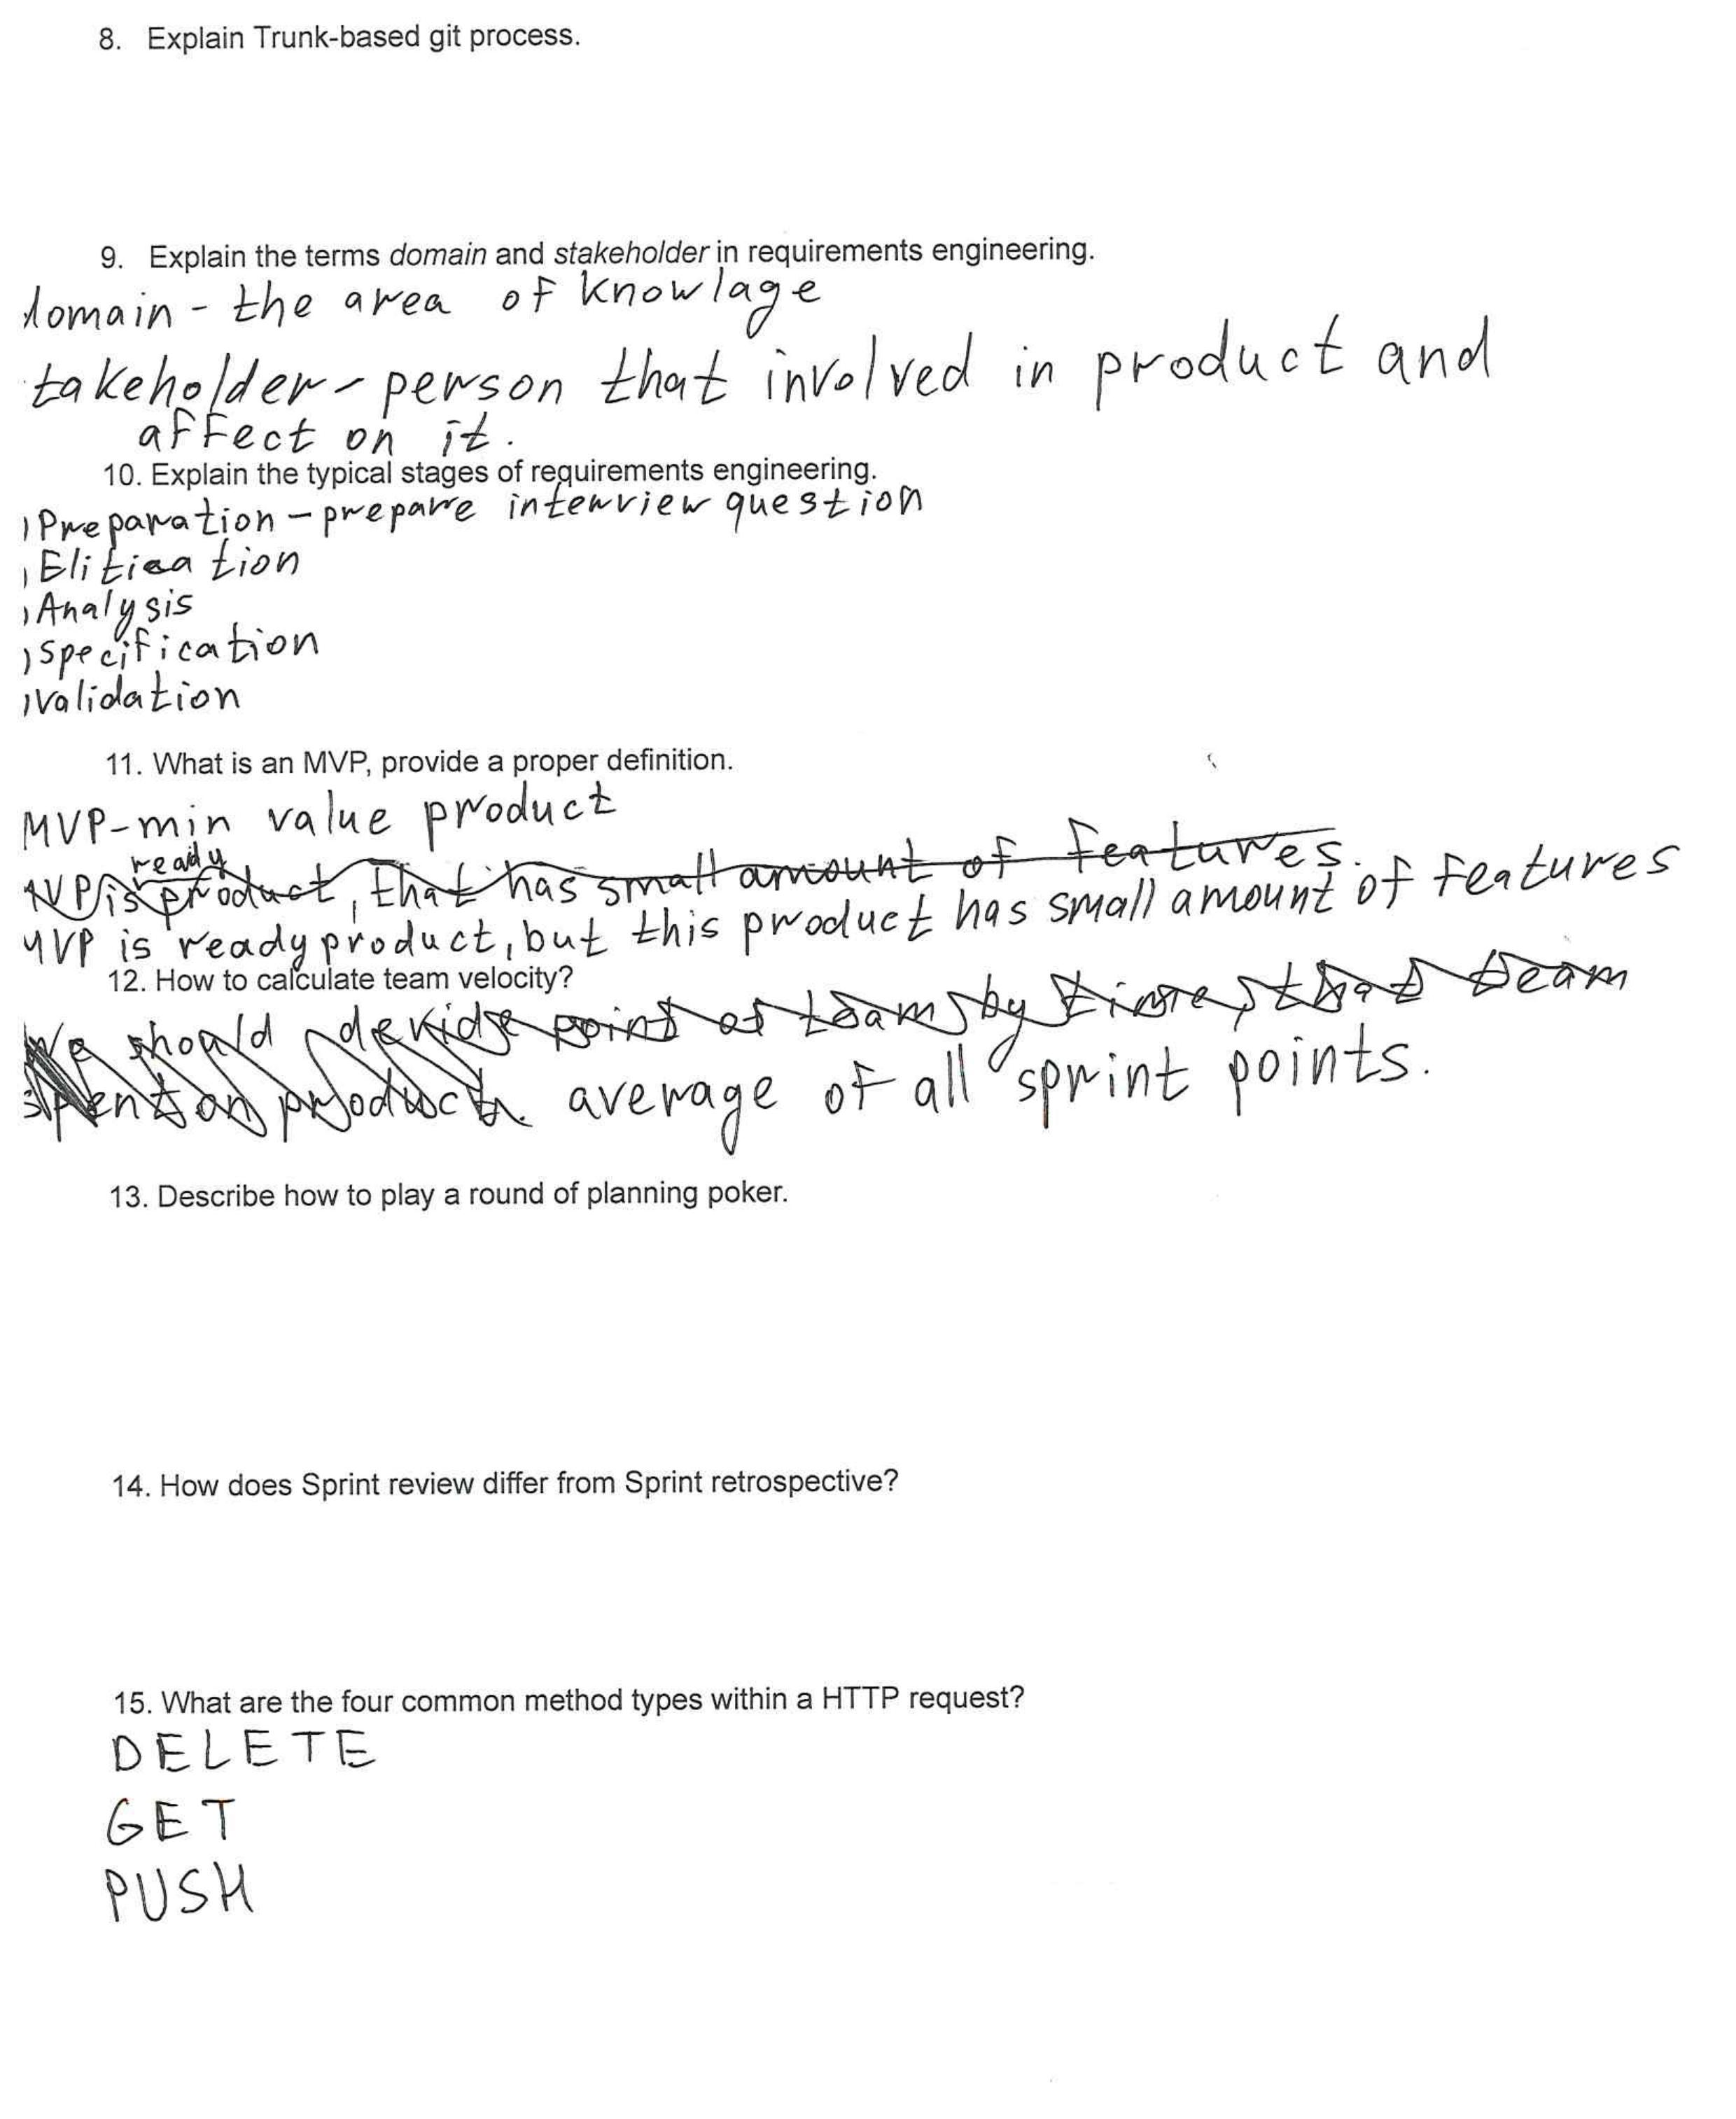 8. Explain Trunk-based git process.
9. Explain the terms domain and stakeholder in requirements engineering.
domain - the area of knowlage
takeholder - person that involved in product and
affect on it.
10. Explain the typical stages of requirements engineering.
) Preparation - prepare interview question
) Elitication
) Analysis
) specification
) validation
11. What is an MVP, provide a proper definition.
MVP - min value product
ready
MVP is product, that has small amount of features.
MVP is ready product, but this product has small amount of features
12. How to calculate team velocity?
We should devidge point of teams by time, that team
spent on product. average of all sprint points.
13. Describe how to play a round of planning poker.
14. How does Sprint review differ from Sprint retrospective?
15. What are the four common method types within a HTTP request?
DELETE
GET
PUSH